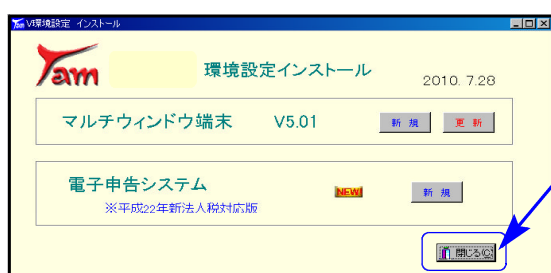 V環境設定 インストール
Tam
環境設定インストール
2010. 7.28
マルチウィンドウ端末 V5.01 新 規 更 新
電子申告システム NEW! 新 規
※平成22年新法人税対応版
閉じる(C)